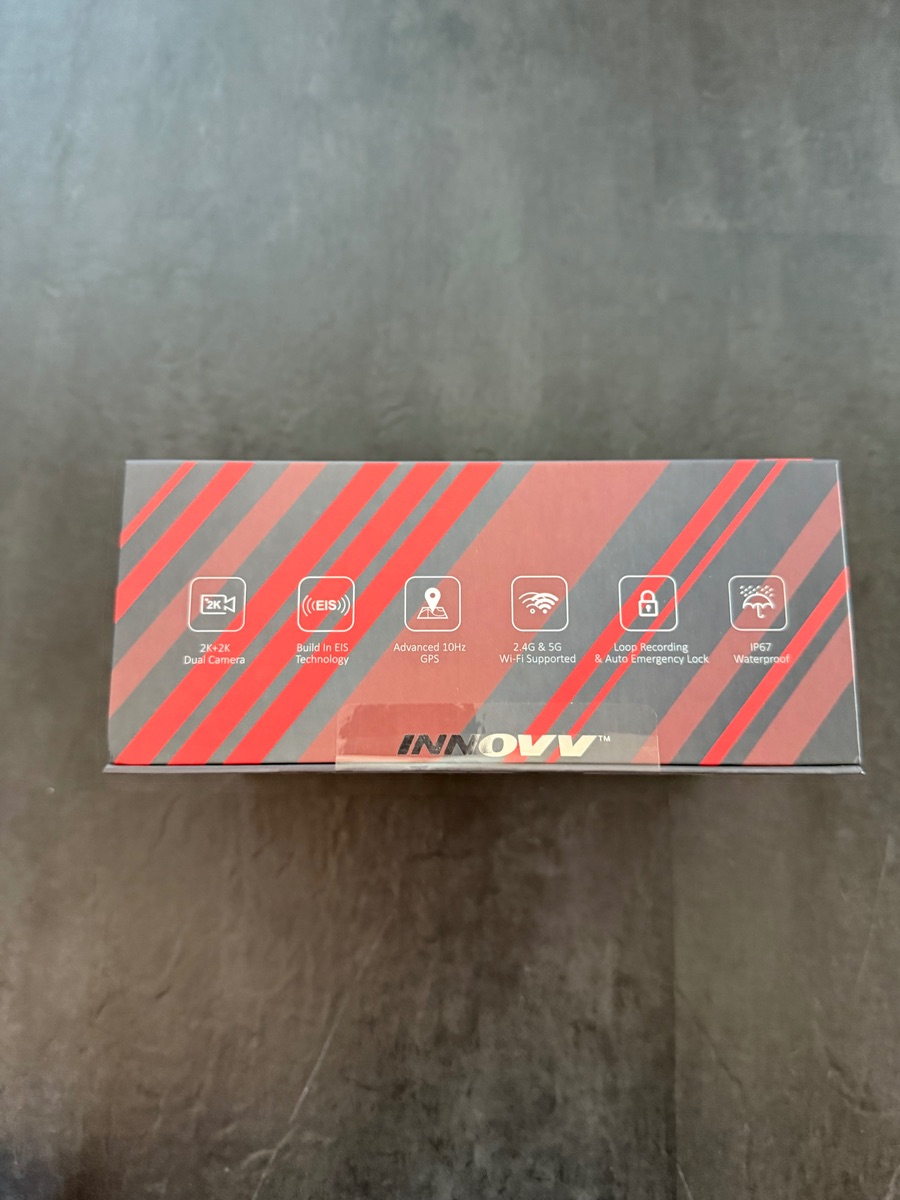 2K
2K+2K
Dual Camera
EIS
Build In EIS
Technology
Advanced 10Hz
GPS
2.4G & 5G
Wi-Fi Supported
Loop Recording
& Auto Emergency Lock
IP67
Waterproof
INNOVV™